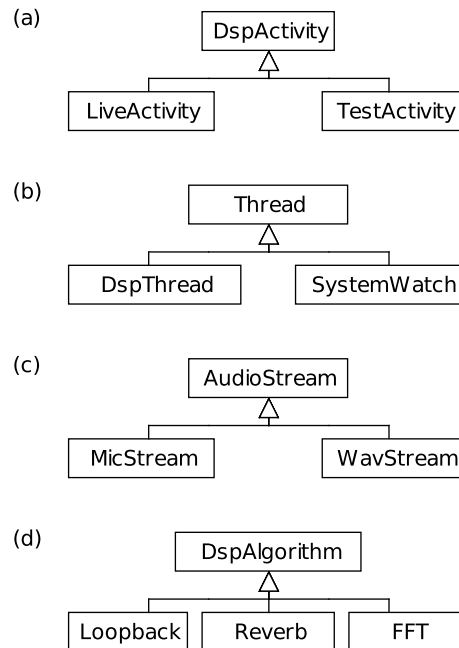 (a)
DspActivity
LiveActivity TestActivity
(b)
Thread
DspThread SystemWatch
(c)
AudioStream
MicStream WavStream
(d)
DspAlgorithm
Loopback Reverb FFT